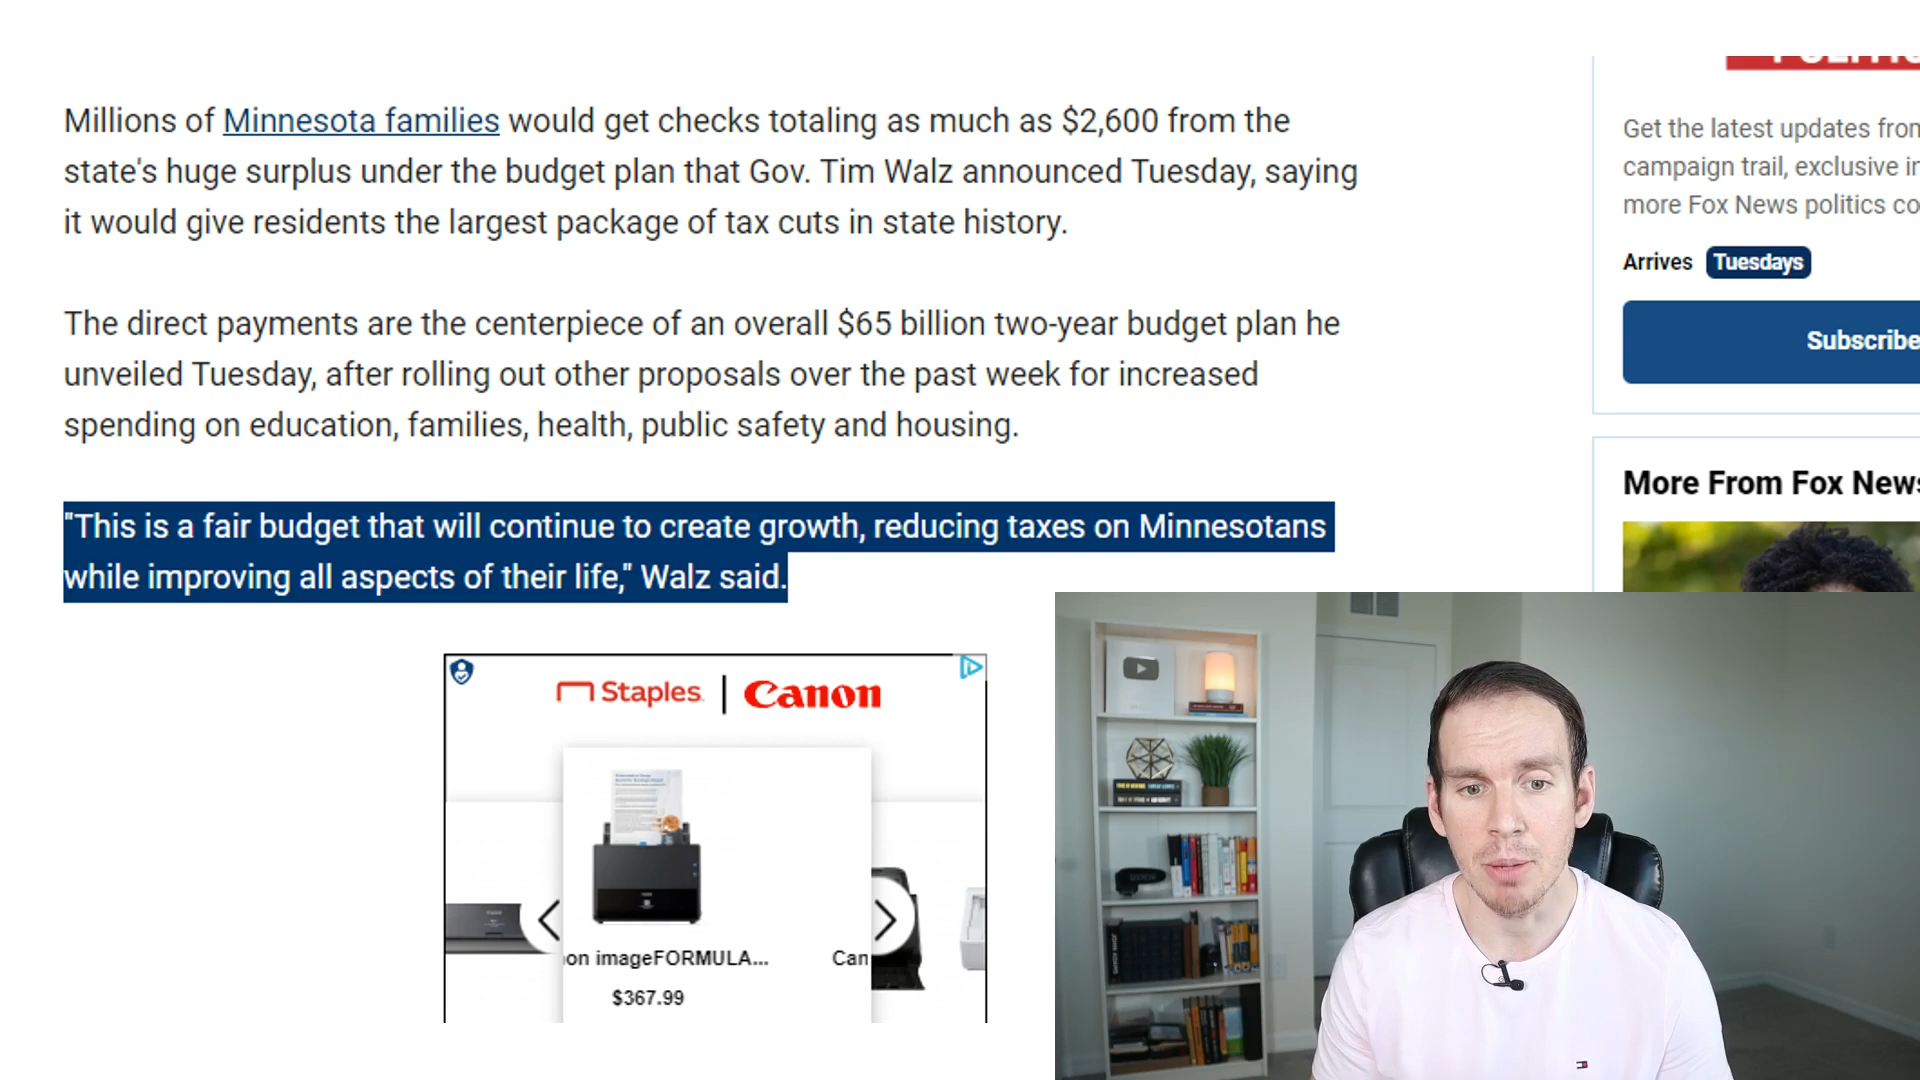 Millions of Minnesota families would get checks totaling as much as $2,600 from the
state's huge surplus under the budget plan that Gov. Tim Walz announced Tuesday, saying
it would give residents the largest package of tax cuts in state history.
The direct payments are the centerpiece of an overall $65 billion two-year budget plan he
unveiled Tuesday, after rolling out other proposals over the past week for increased
spending on education, families, health, public safety and housing.
"This is a fair budget that will continue to create growth, reducing taxes on Minnesotans
while improving all aspects of their life," Walz said.
Staples. | Canon
on imageFORMULA...
$367.99
Can
Get the latest updates from
campaign trail, exclusive in
more Fox News politics co
Arrives Tuesdays
Subscribe
More From Fox News